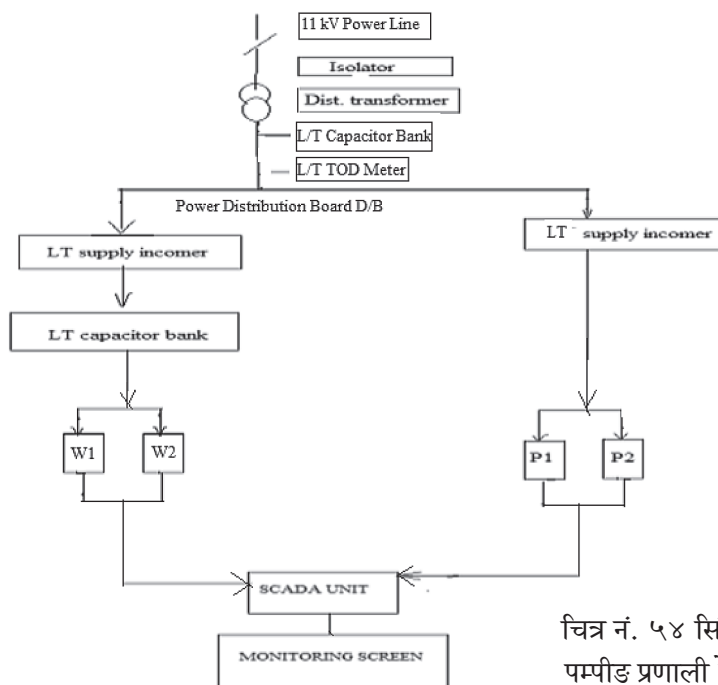 11 kV Power Line
Isolator
Dist. transformer
L/T Capacitor Bank
L/T TOD Meter
Power Distribution Board D/B
LT supply incomer
LT supply incomer
LT capacitor bank
W1
W2
P1
P2
SCADA UNIT
MONITORING SCREEN
चित्र नं. ५४
पम्पीङ प्रणाली